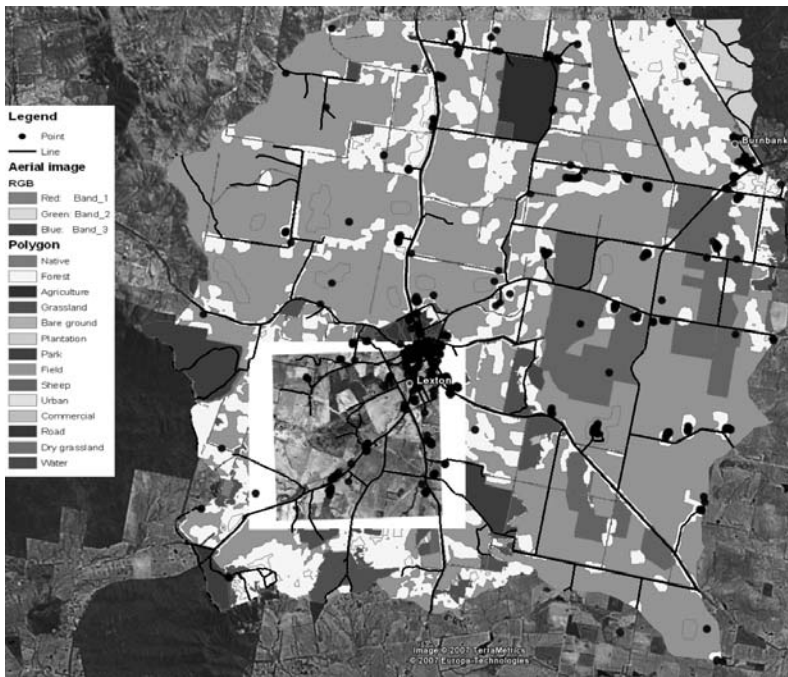 Legend
Point
Line
Aerial image
RGB
Red: Band_1
Green: Band_2
Blue: Band_3
Polygon
Native
Forest
Agriculture
Grassland
Bare ground
Plantation
Park
Field
Sheep
Urban
Commercial
Road
Dry grassland
Water
Burnbank
Lexton
Image © 2007 TerraMetrics
© 2007 Europa Technologies